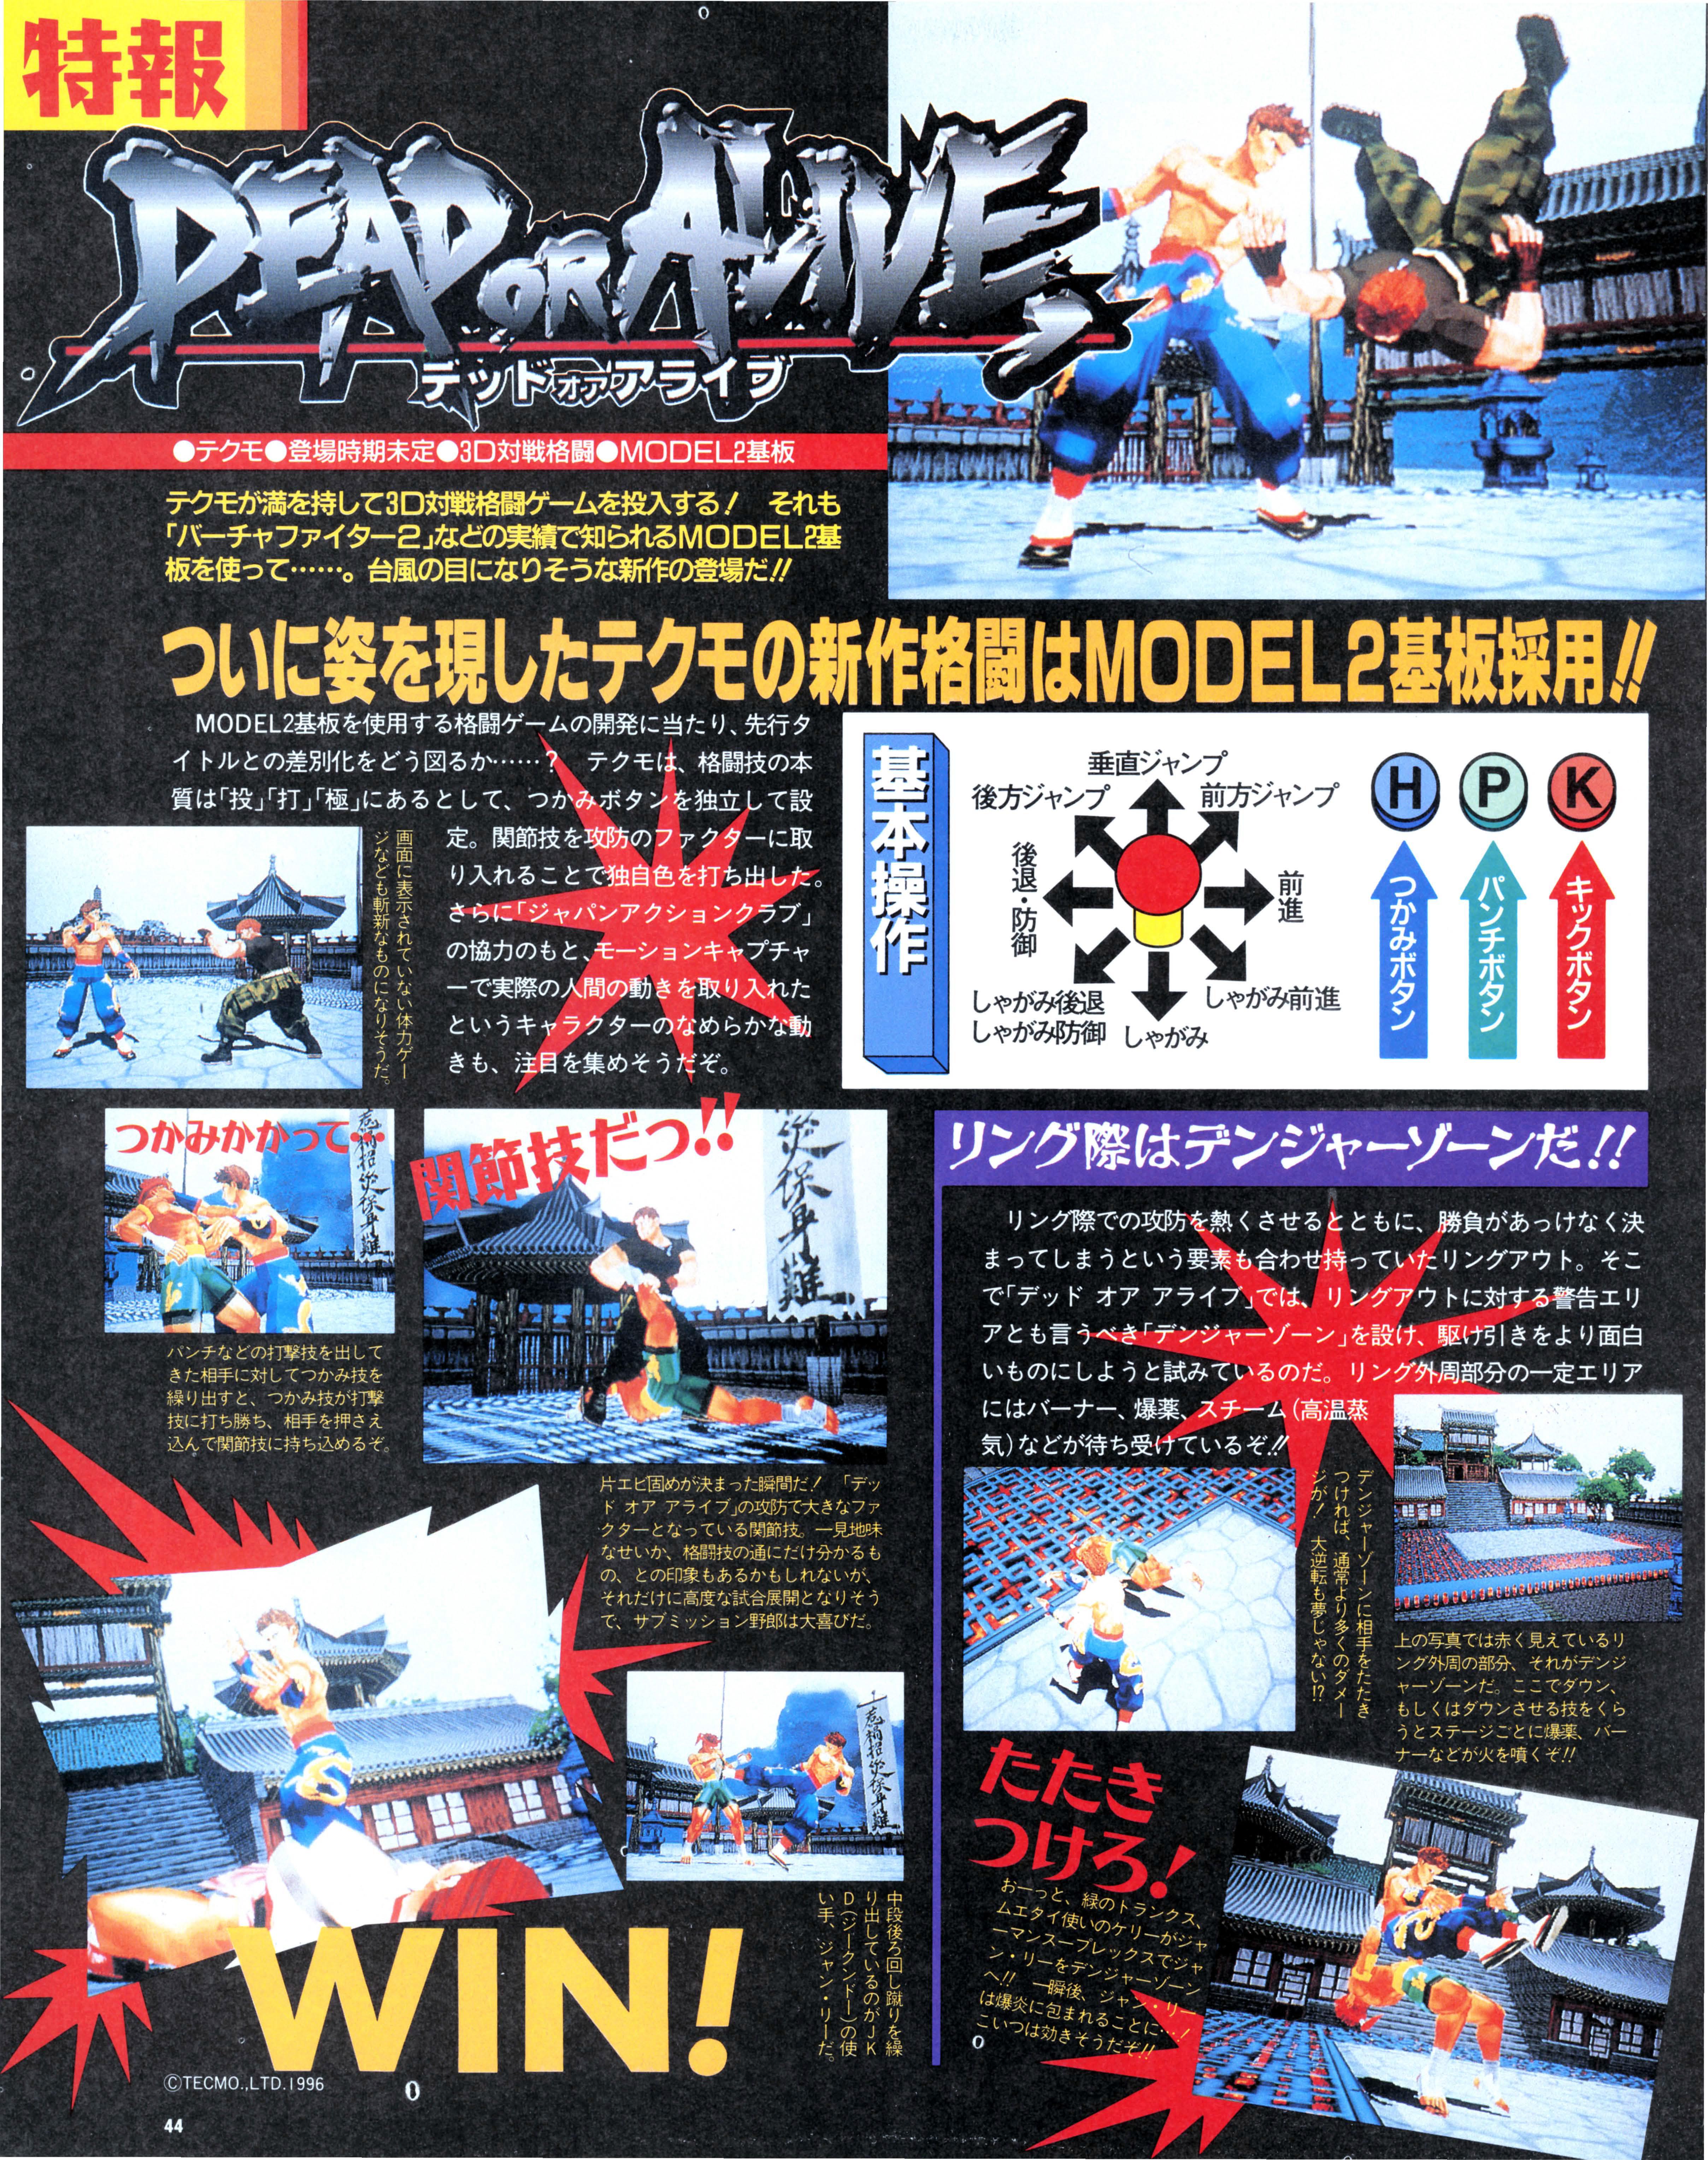 特報
DEAD OR ALIVE
デッド オア アライブ
●テクモ●登場時期未定●3D対戦格闘●MODEL2基板
テクモが満を持して3D対戦格闘ゲームを投入する！　それも
「バーチャファイター2」などの実績で知られるMODEL2基
板を使って……。台風の目になりそうな新作の登場だ!!
ついに姿を現したテクモの新作格闘はMODEL2基板採用!!
MODEL2基板を使用する格闘ゲームの開発に当たり、先行タ
イトルとの差別化をどう図るか……？　テクモは、格闘技の本
質は「投」「打」「極」にあるとして、つかみボタンを独立して設
定。関節技を攻防のファクターに取
り入れることで独自色を打ち出した。
さらに「ジャパンアクションクラブ」
の協力のもと、モーションキャプチャ
ーで実際の人間の動きを取り入れた
というキャラクターのなめらかな動
きも、注目を集めそうだぞ。
画面に表示されていない体力ゲー
ジなども斬新なものになりそうだ。
基本操作
垂直ジャンプ
後方ジャンプ
前方ジャンプ
後退・防御
前進
しゃがみ後退
しゃがみ防御
しゃがみ
しゃがみ前進
H
P
K
つかみボタン
パンチボタン
キックボタン
つかみかかって…
パンチなどの打撃技を出して
きた相手に対してつかみ技を
繰り出すと、つかみ技が打撃
技に打ち勝ち、相手を押さえ
込んで関節技に持ち込めるぞ。
関節技だっ!!
片エビ固めが決まった瞬間だ！　「デッ
ド オア アライブ」の攻防で大きなファ
クターとなっている関節技。一見地味
なせいか、格闘技の通にだけ分かるも
の、との印象もあるかもしれないが、
それだけに高度な試合展開となりそう
で、サブミッション野郎は大喜びだ。
中段後ろ回し蹴りを繰
り出しているのがJK
D(ジークンドー)の使
い手、ジャン・リーだ。
WIN!
リング際はデンジャーゾーンだ!!
リング際での攻防を熱くさせるとともに、勝負があっけなく決
まってしまうという要素も合わせ持っていたリングアウト。そこ
で「デッド オア アライブ」では、リングアウトに対する警告エリ
アとも言うべき「デンジャーゾーン」を設け、駆け引きをより面白
いものにしようと試みているのだ。リング外周部分の一定エリア
にはバーナー、爆薬、スチーム(高温蒸
気)などが待ち受けているぞ!!
デンジャーゾーンに相手をたたき
つければ、通常より多くのダメー
ジが！　大逆転も夢じゃない!?
上の写真では赤く見えているリ
ング外周の部分、それがデンジ
ャーゾーンだ。ここでダウン、
もしくはダウンさせる技をくら
うとステージごとに爆薬、バー
ナーなどが火を噴くぞ!!
たたき
つけろ！
おーっと、緑のトランクス、
ムエタイ使いのケリーがジャ
ーマンスープレックスでジャ
ン・リーをデンジャーゾーン
へ!!　一瞬後、ジャン・リー
は爆炎に包まれることに…！
こいつは効きそうだぞ!!
©TECMO.,LTD.1996
44